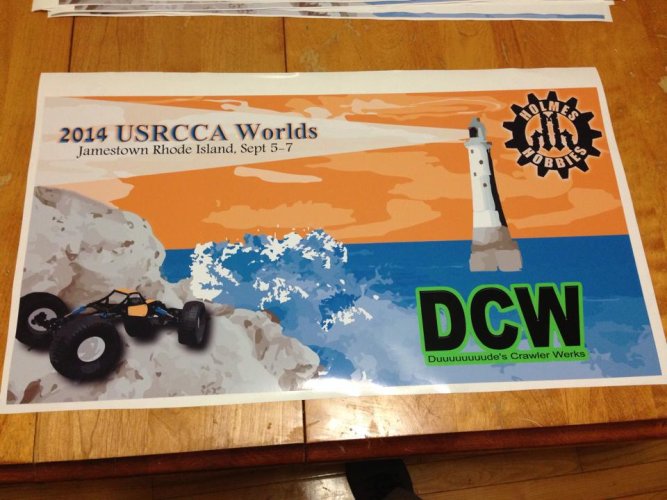 2014 USRCCA Worlds
Jamestown Rhode Island, Sept 5-7
HOLMES
HOBBIES
DCW
Duuuuuuuude's Crawler Werks